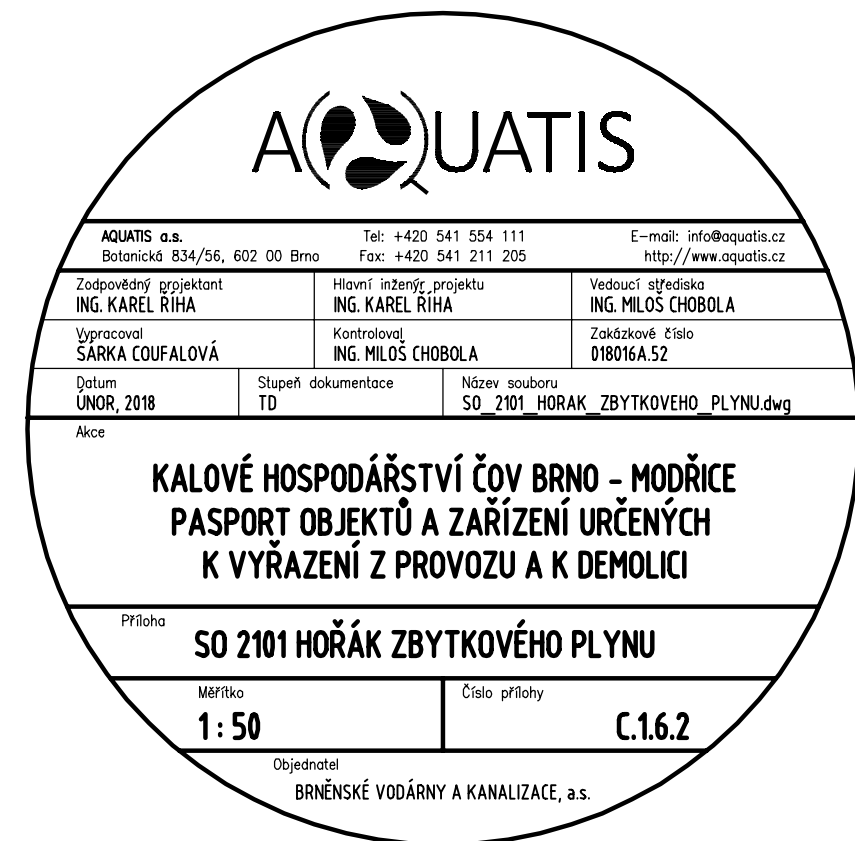 AQUATIS
AQUATIS a.s.
Botanická 834/56, 602 00 Brno
Tel: +420 541 554 111
Fax: +420 541 211 205
E-mail: info@aquatis.cz
http://www.aquatis.cz
Zodpovědný projektant
ING. KAREL ŘÍHA
Hlavní inženýr projektu
ING. KAREL ŘÍHA
Vedoucí střediska
ING. MILOŠ CHOBOLA
Vypracoval
ŠÁRKA COUFALOVÁ
Kontroloval
ING. MILOŠ CHOBOLA
Zakázkové číslo
018016A.52
Datum
ÚNOR, 2018
Stupeň dokumentace
TD
Název souboru
SO_2101_HORAK_ZBYTKOVEHO_PLYNU.dwg
Akce
KALOVÉ HOSPODÁŘSTVÍ ČOV BRNO - MODŘICE
PASPORT OBJEKTŮ A ZAŘÍZENÍ URČENÝCH
K VYŘAZENÍ Z PROVOZU A K DEMOLICI
Příloha
SO 2101 HOŘÁK ZBYTKOVÉHO PLYNU
Měřítko
1 : 50
Číslo přílohy
C.1.6.2
Objednatel
BRNĚNSKÉ VODÁRNY A KANALIZACE, a.s.